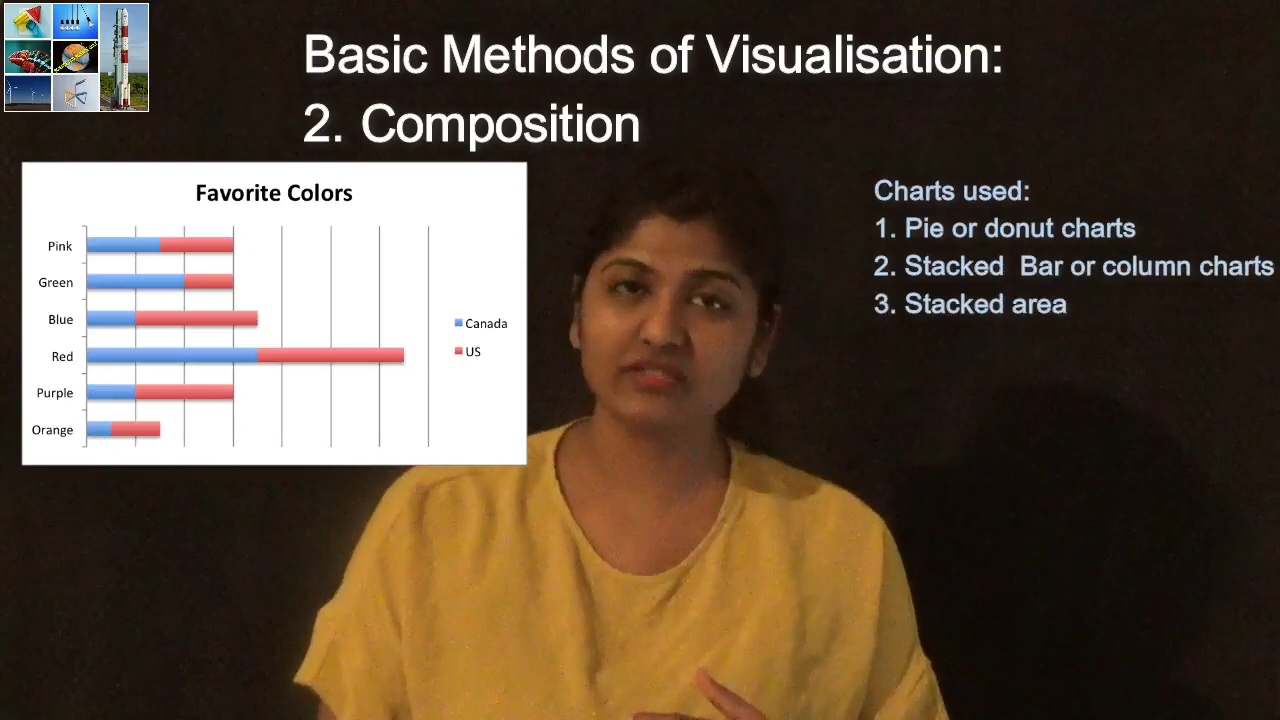 Basic Methods of Visualisation:
2. Composition
Favorite Colors
Pink
Green
Blue
Red
Purple
Orange
Canada
US
Charts used:
1. Pie or donut charts
2. Stacked  Bar or column charts
3. Stacked area